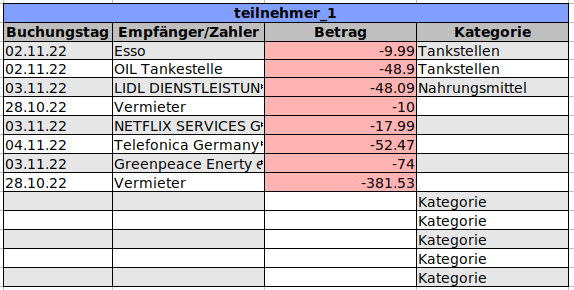 teilnehmer_1
Buchungstag Empfänger/Zahler Betrag Kategorie
02.11.22 Esso -9.99 Tankstellen
02.11.22 OIL Tankestelle -48.9 Tankstellen
03.11.22 LIDL DIENSTLEISTUN -48.09 Nahrungsmittel
28.10.22 Vermieter -10
03.11.22 NETFLIX SERVICES G -17.99
04.11.22 Telefonica Germany -52.47
03.11.22 Greenpeace Enerty e -74
28.10.22 Vermieter -381.53
Kategorie
Kategorie
Kategorie
Kategorie
Kategorie